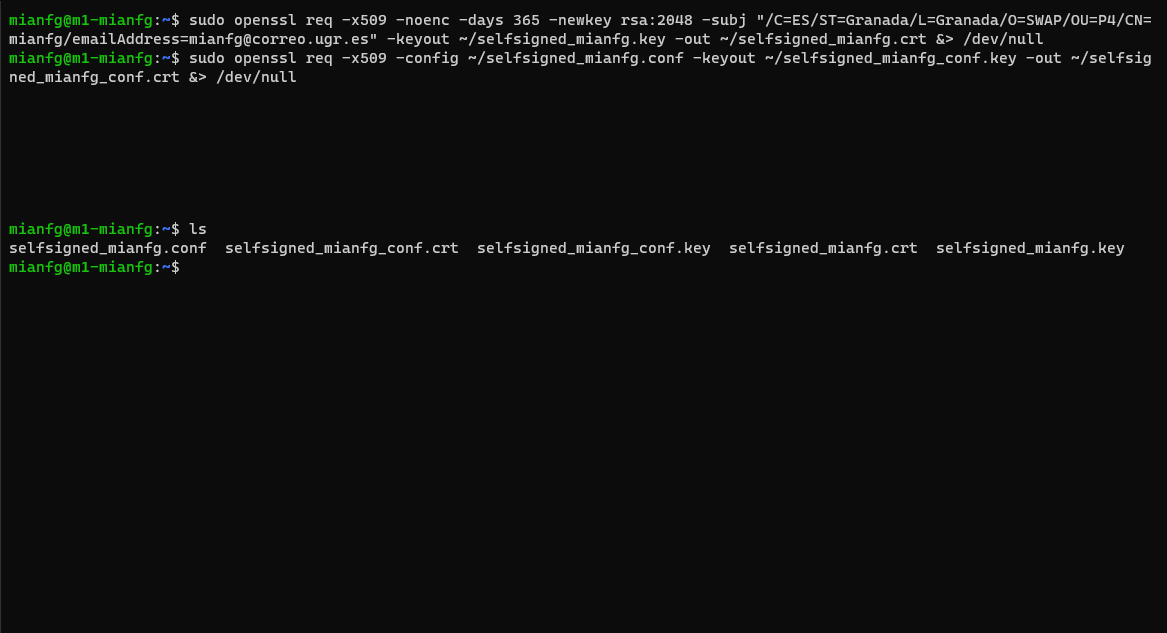 mianfg@m1-mianfg:~$ sudo openssl req -x509 -noenc -days 365 -newkey rsa:2048 -subj "/C=ES/ST=Granada/L=Granada/O=SWAP/OU=P4/CN=
mianfg/emailAddress=mianfg@correo.ugr.es" -keyout ~/selfsigned_mianfg.key -out ~/selfsigned_mianfg.crt &> /dev/null
mianfg@m1-mianfg:~$ sudo openssl req -x509 -config ~/selfsigned_mianfg.conf -keyout ~/selfsigned_mianfg_conf.key -out ~/selfsig
ned_mianfg_conf.crt &> /dev/null
mianfg@m1-mianfg:~$ ls
selfsigned_mianfg.conf  selfsigned_mianfg_conf.crt  selfsigned_mianfg_conf.key  selfsigned_mianfg.crt  selfsigned_mianfg.key
mianfg@m1-mianfg:~$